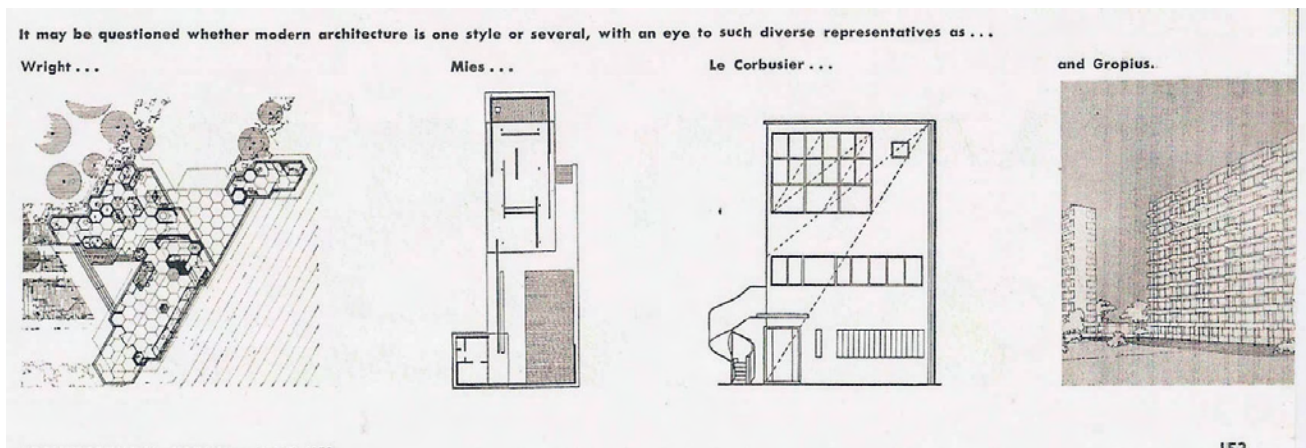 It may be questioned whether modern architecture is one style or several, with an eye to such diverse representatives as ...
Wright ...
Mies ...
Le Corbusier ...
and Gropius.